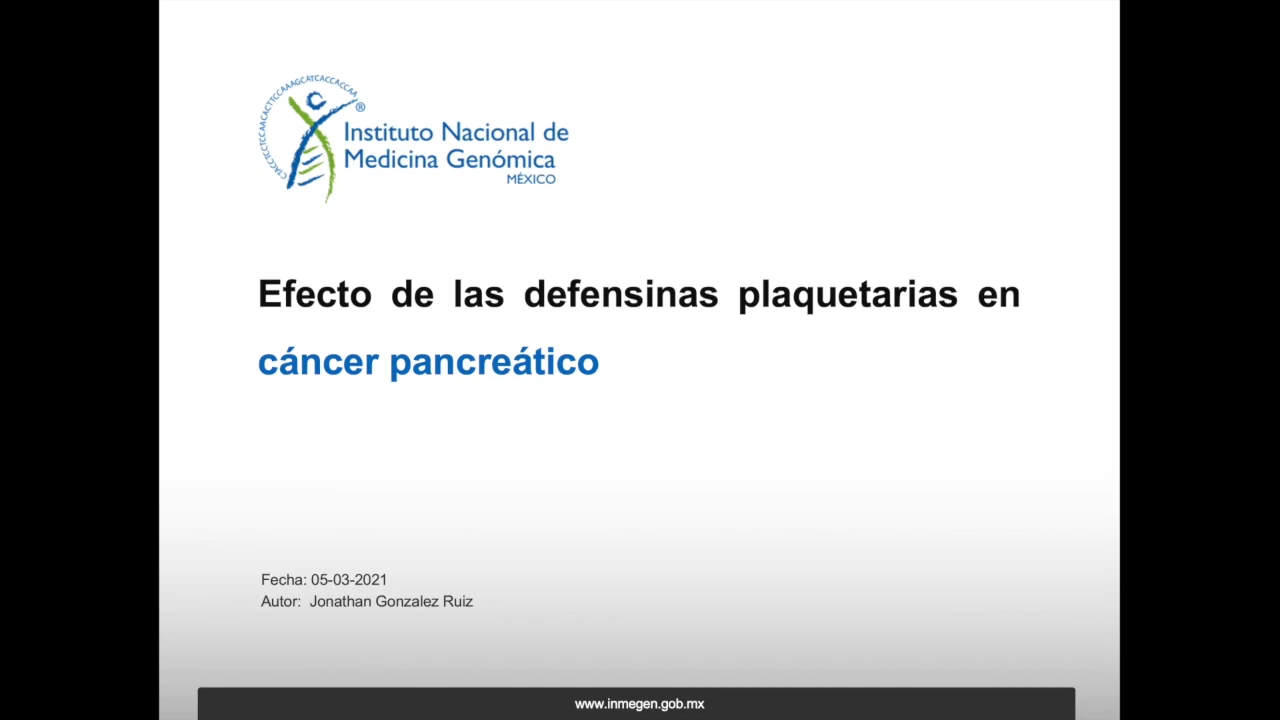 CTACCTCTCCAACACTTCCAAAGCATCACCACCAA
®
Instituto Nacional de
Medicina Genómica
MÉXICO
Efecto de las defensinas plaquetarias en
cáncer pancreático
Fecha: 05-03-2021
Autor: Jonathan Gonzalez Ruiz
www.inmegen.gob.mx